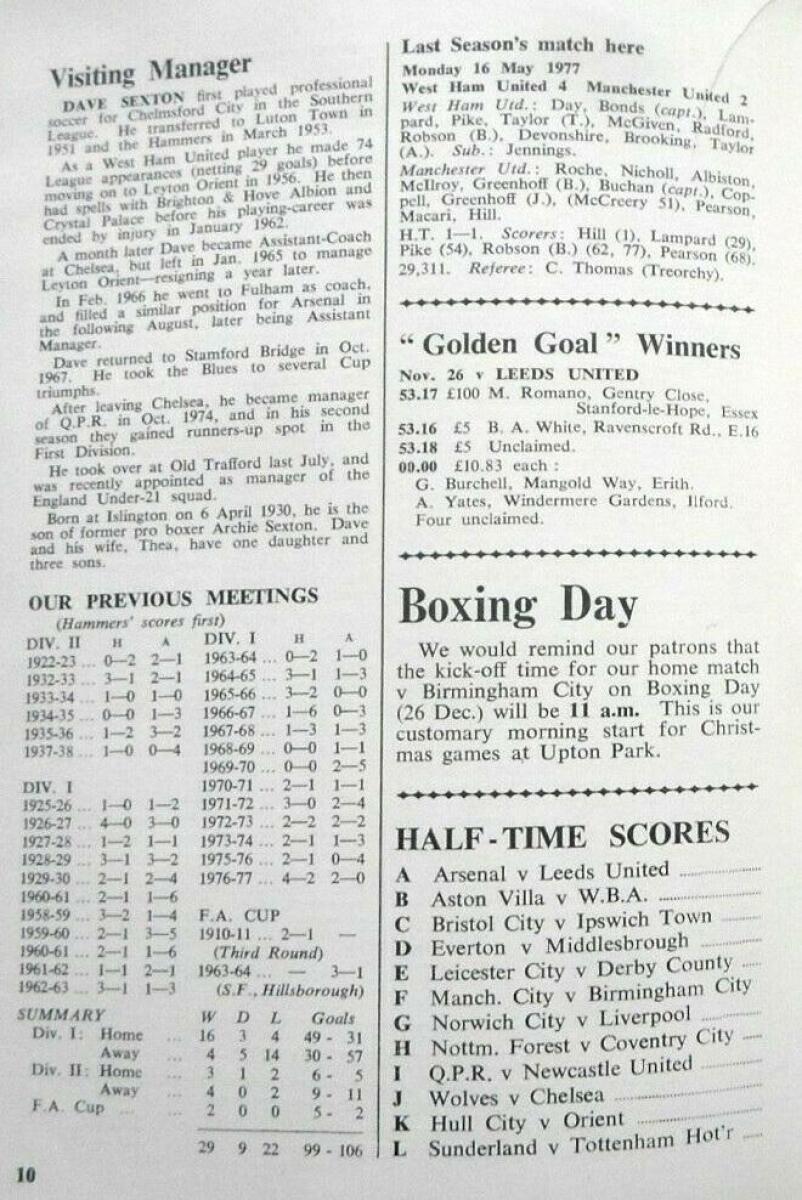 Visiting Manager
DAVE SEXTON first played professional
soccer for Chelmsford City in the Southern
League. He transferred to Luton Town in
1951 and the Hammers in March 1953.
As a West Ham United player he made 74
League appearances (netting 29 goals) before
moving on to Leyton Orient in 1956. He then
had spells with Brighton & Hove Albion and
Crystal Palace before his playing-career was
ended by injury in January 1962.
A month later Dave became Assistant-Coach
at Chelsea, but left in Jan. 1965 to manage
Leyton Orient—resigning a year later.
In Feb. 1966 he went to Fulham as coach,
and filled a similar position for Arsenal in
the following August, later being Assistant
Manager.
Dave returned to Stamford Bridge in Oct.
1967. He took the Blues to several Cup
triumphs.
After leaving Chelsea, he became manager
of Q.P.R. in Oct. 1974, and in his second
season they gained runners-up spot in the
First Division.
He took over at Old Trafford last July, and
was recently appointed as manager of the
England Under-21 squad.
Born at Islington on 6 April 1930, he is the
son of former pro boxer Archie Sexton. Dave
and his wife, Thea, have one daughter and
three sons.
OUR PREVIOUS MEETINGS
(Hammers' scores first)
DIV. II H A
1922-23 ... 0—2 2—1
1932-33 ... 3—1 2—1
1933-34 ... 1—0 1—0
1934-35 ... 0—0 1—3
1935-36 ... 1—2 3—2
1937-38 ... 1—0 0—4
DIV. I
1925-26 ... 1—0 1—2
1926-27 ... 4—0 3—0
1927-28 ... 1—2 1—1
1928-29 ... 3—1 3—2
1929-30 ... 2—1 2—4
1960-61 ... 2—1 1—6
1958-59 ... 3—2 1—4
1959-60 ... 2—1 3—5
1960-61 ... 2—1 1—6
1961-62 ... 1—1 2—1
1962-63 ... 3—1 1—3
DIV. I H A
1963-64 ... 0—2 1—0
1964-65 ... 3—1 1—3
1965-66 ... 3—2 0—0
1966-67 ... 1—6 0—3
1967-68 ... 1—3 1—3
1968-69 ... 0—0 1—1
1969-70 ... 0—0 2—5
1970-71 ... 2—1 1—1
1971-72 ... 3—0 2—4
1972-73 ... 2—2 2—2
1973-74 ... 2—1 1—3
1975-76 ... 2—1 0—4
1976-77 ... 4—2 2—0
F.A. CUP
1910-11 ... 2—1 —
(Third Round)
1963-64 ... — 3—1
(S.F., Hillsborough)
SUMMARY W D L Goals
Div. I: Home ... 16 3 4 49 - 31
Away ... 4 5 14 30 - 57
Div. II: Home ... 3 1 2 6 - 5
Away ... 4 0 2 9 - 11
F.A. Cup ... ... 2 0 0 5 - 2
29 9 22 99 - 106
10
Last Season's match here
Monday 16 May 1977
West Ham United 4 Manchester United 2
West Ham Utd.: Day, Bonds (capt.), Lam-
pard, Pike, Taylor (T.), McGiven, Radford,
Robson (B.), Devonshire, Brooking, Taylor
(A.). Sub.: Jennings.
Manchester Utd.: Roche, Nicholl, Albiston,
McIlroy, Greenhoff (B.), Buchan (capt.), Cop-
pell, Greenhoff (J.), (McCreery 51), Pearson,
Macari, Hill.
H.T. 1—1. Scorers: Hill (1), Lampard (29),
Pike (54), Robson (B.) (62, 77), Pearson (68).
29,311. Referee: C. Thomas (Treorchy).
“Golden Goal” Winners
Nov. 26 v LEEDS UNITED
53.17 £100 M. Romano, Gentry Close,
Stanford-le-Hope, Essex
53.16 £5 B. A. White, Ravenscroft Rd., E.16
53.18 £5 Unclaimed.
00.00 £10.83 each :
G. Burchell, Mangold Way, Erith.
A. Yates, Windermere Gardens, Ilford.
Four unclaimed.
Boxing Day
We would remind our patrons that
the kick-off time for our home match
v Birmingham City on Boxing Day
(26 Dec.) will be 11 a.m. This is our
customary morning start for Christ-
mas games at Upton Park.
HALF-TIME SCORES
A Arsenal v Leeds United
B Aston Villa v W.B.A.
C Bristol City v Ipswich Town
D Everton v Middlesbrough
E Leicester City v Derby County
F Manch. City v Birmingham City
G Norwich City v Liverpool
H Nottm. Forest v Coventry City
I Q.P.R. v Newcastle United
J Wolves v Chelsea
K Hull City v Orient
L Sunderland v Tottenham Hot'r